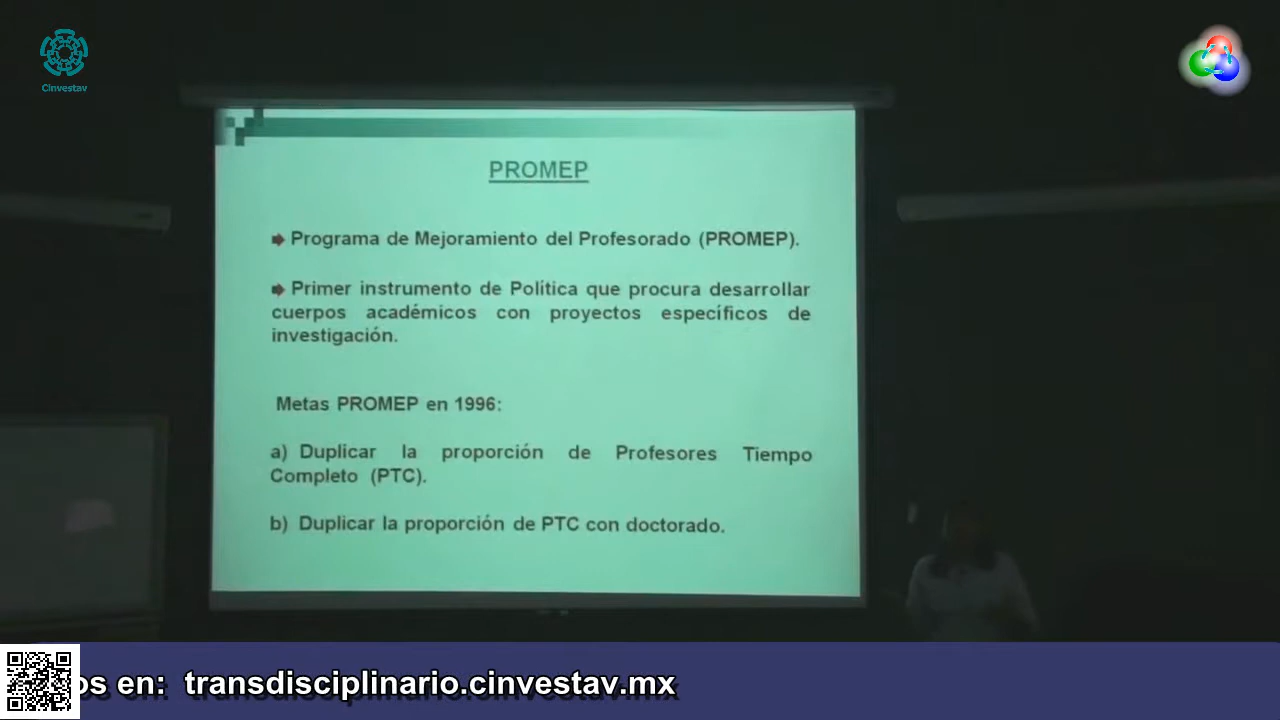 Cinvestav
PROMEP
Programa de Mejoramiento del Profesorado (PROMEP).
Primer instrumento de Política que procura desarrollar
cuerpos académicos con proyectos específicos de
investigación.
Metas PROMEP en 1996:
a) Duplicar la proporción de Profesores Tiempo
Completo (PTC).
b) Duplicar la proporción de PTC con doctorado.
os en: transdisciplinario.cinvestav.mx